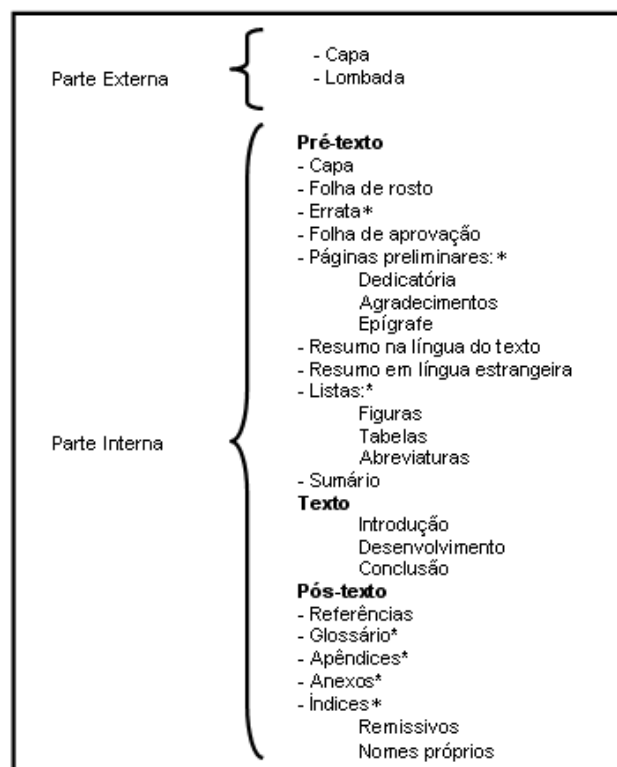 Parte Externa
- Capa
- Lombada
Parte Interna
Pré-texto
- Capa
- Folha de rosto
- Errata*
- Folha de aprovação
- Páginas preliminares:*
Dedicatória
Agradecimentos
Epígrafe
- Resumo na língua do texto
- Resumo em língua estrangeira
- Listas:*
Figuras
Tabelas
Abreviaturas
- Sumário
Texto
Introdução
Desenvolvimento
Conclusão
Pós-texto
- Referências
- Glossário*
- Apêndices*
- Anexos*
- Índices*
Remissivos
Nomes próprios